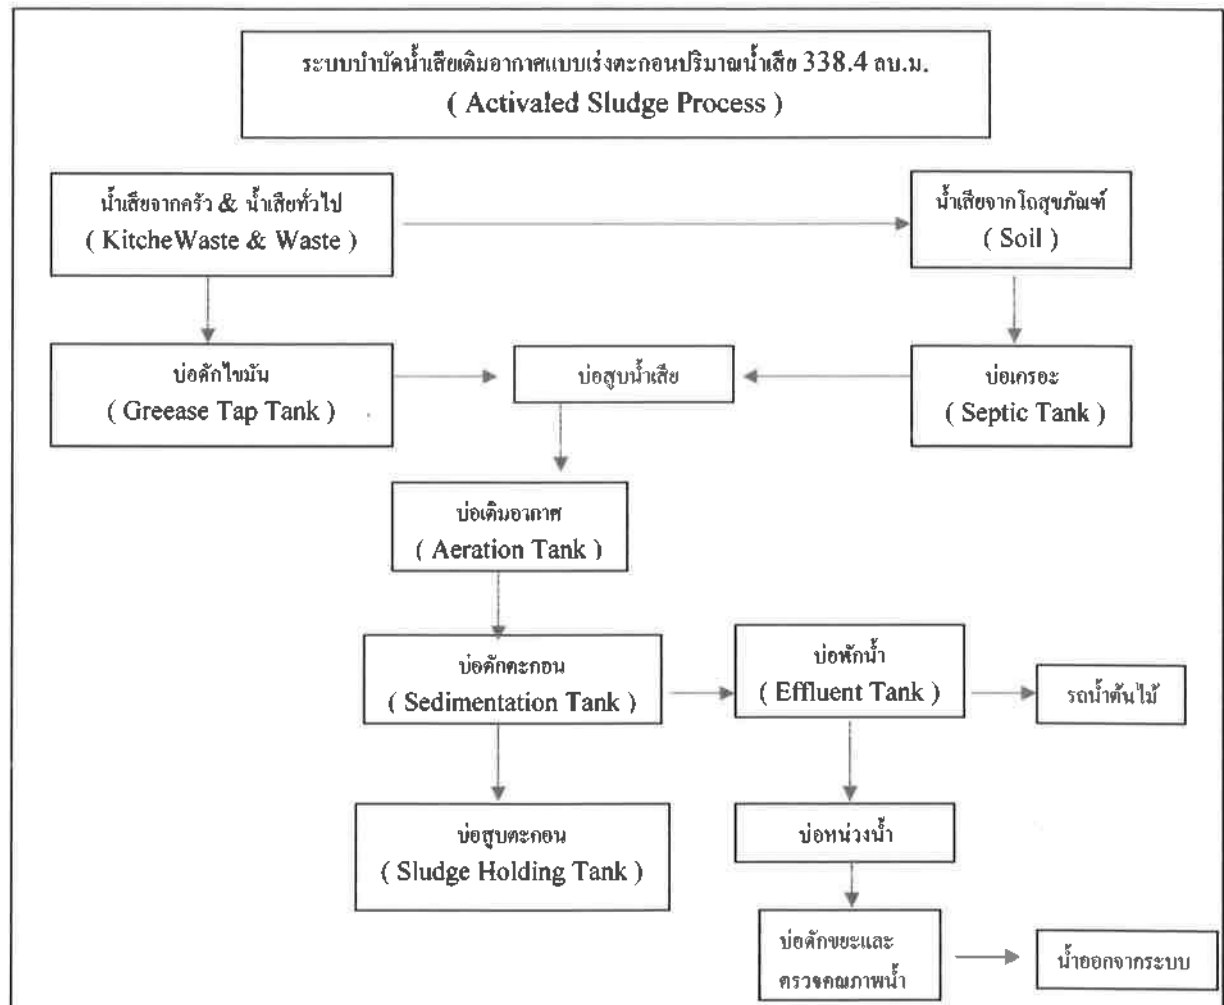 ระบบบำบัดน้ำเสียเติมอากาศแบบเร่งตะกอนปริมาณน้ำเสีย 338.4 ลบ.ม.
( Activaled Sludge Process )
น้ำเสียจากครัว & น้ำเสียทั่วไป
( KitcheWaste & Waste )
น้ำเสียจากโถสุขภัณฑ์
( Soil )
บ่อดักไขมัน
( Greease Tap Tank )
บ่อสูบน้ำเสีย
บ่อเกรอะ
( Septic Tank )
บ่อเติมอากาศ
( Aeration Tank )
บ่อดักตะกอน
( Sedimentation Tank )
บ่อพักน้ำ
( Effluent Tank )
รถน้ำต้นไม้
บ่อสูบตะกอน
( Sludge Holding Tank )
บ่อหน่วงน้ำ
บ่อดักขยะและ
ตรวจคุณภาพน้ำ
น้ำออกจากระบบ